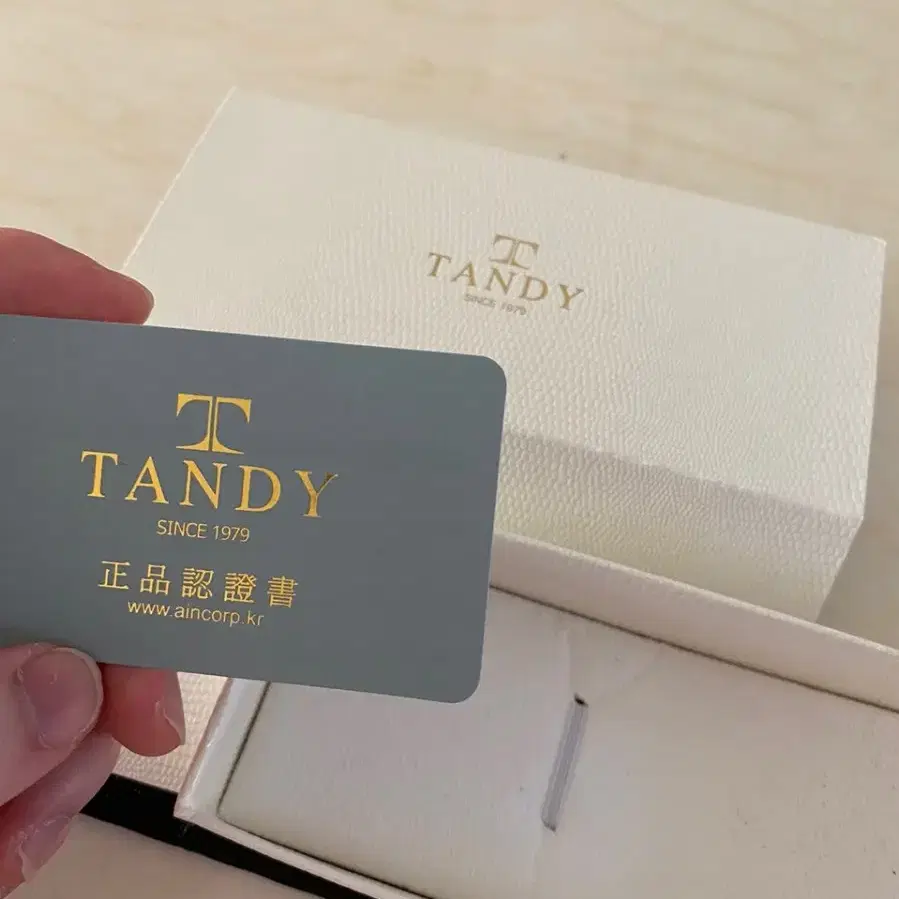 TANDY
SINCE 1979
T
TANDY
SINCE 1979
正品認證書
www.aincorp.kr